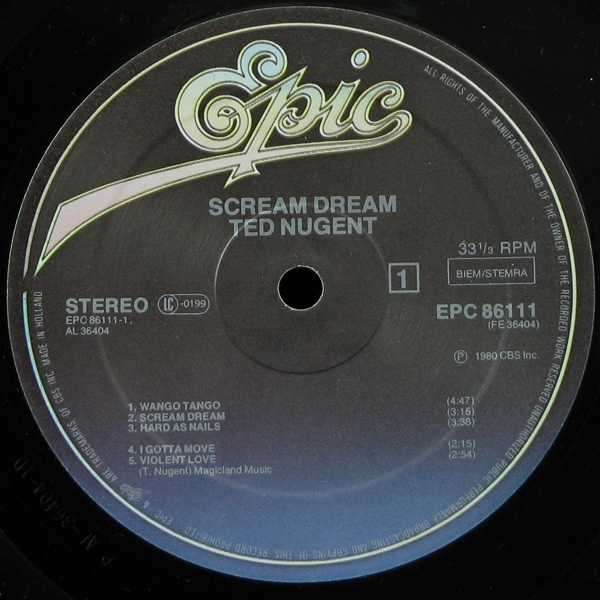 Epic
SCREAM DREAM
TED NUGENT
33 1/3 RPM
1
BIEM/STEMRA
STEREO LC -0199
EPC 86111-1,
AL 36404
EPC 86111
(FE 36404)
℗ 1980 CBS Inc.
1. WANGO TANGO (4:47)
2. SCREAM DREAM (3:15)
3. HARD AS NAILS (3:38)
4. I GOTTA MOVE (2:15)
5. VIOLENT LOVE (2:54)
(T. Nugent) Magicland Music
ALL RIGHTS OF THE MANUFACTURER AND OF THE OWNER OF THE RECORDED WORK RESERVED UNAUTHORIZED PUBLIC PERFORMANCE BROADCASTING AND COPYING OF THIS RECORD PROHIBITED
EPIC & Epic ARE TRADEMARKS OF CBS INC. MADE IN HOLLAND